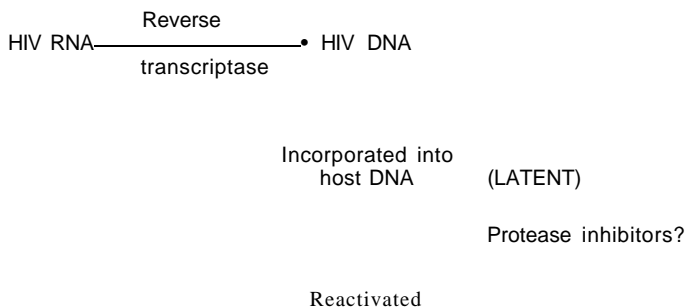 Reverse
HIV RNA • HIV DNA
transcriptase
Incorporated into
host DNA (LATENT)
Protease inhibitors?
Reactivated